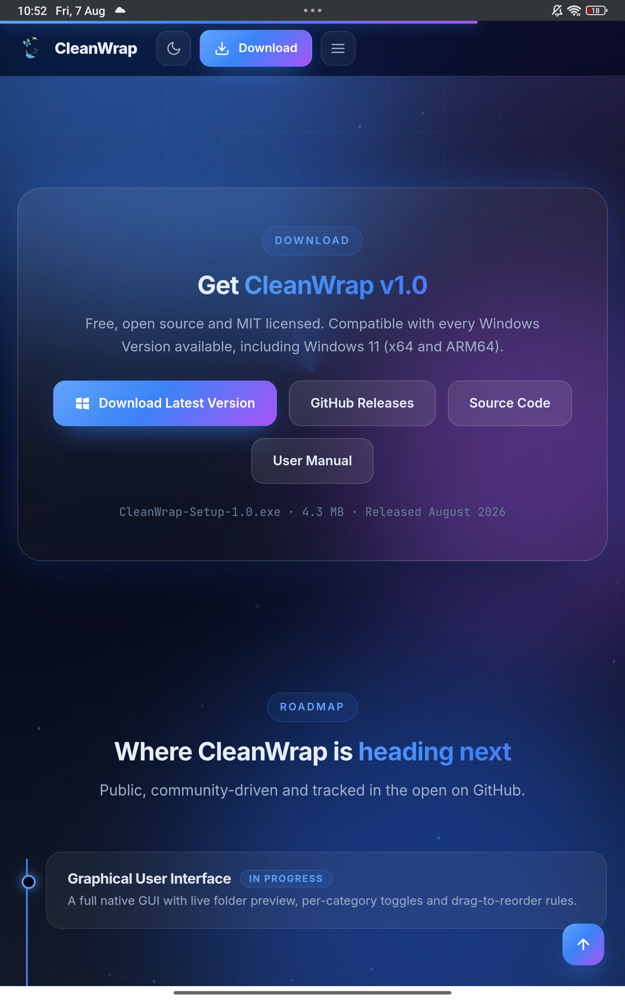 10:52 Fri, 7 Aug
18
CleanWrap
Download
DOWNLOAD
Get CleanWrap v1.0
Free, open source and MIT licensed. Compatible with every Windows
Version available, including Windows 11 (x64 and ARM64).
Download Latest Version
GitHub Releases
Source Code
User Manual
CleanWrap-Setup-1.0.exe · 4.3 MB · Released August 2026
ROADMAP
Where CleanWrap is heading next
Public, community-driven and tracked in the open on GitHub.
Graphical User Interface IN PROGRESS
A full native GUI with live folder preview, per-category toggles and drag-to-reorder rules.